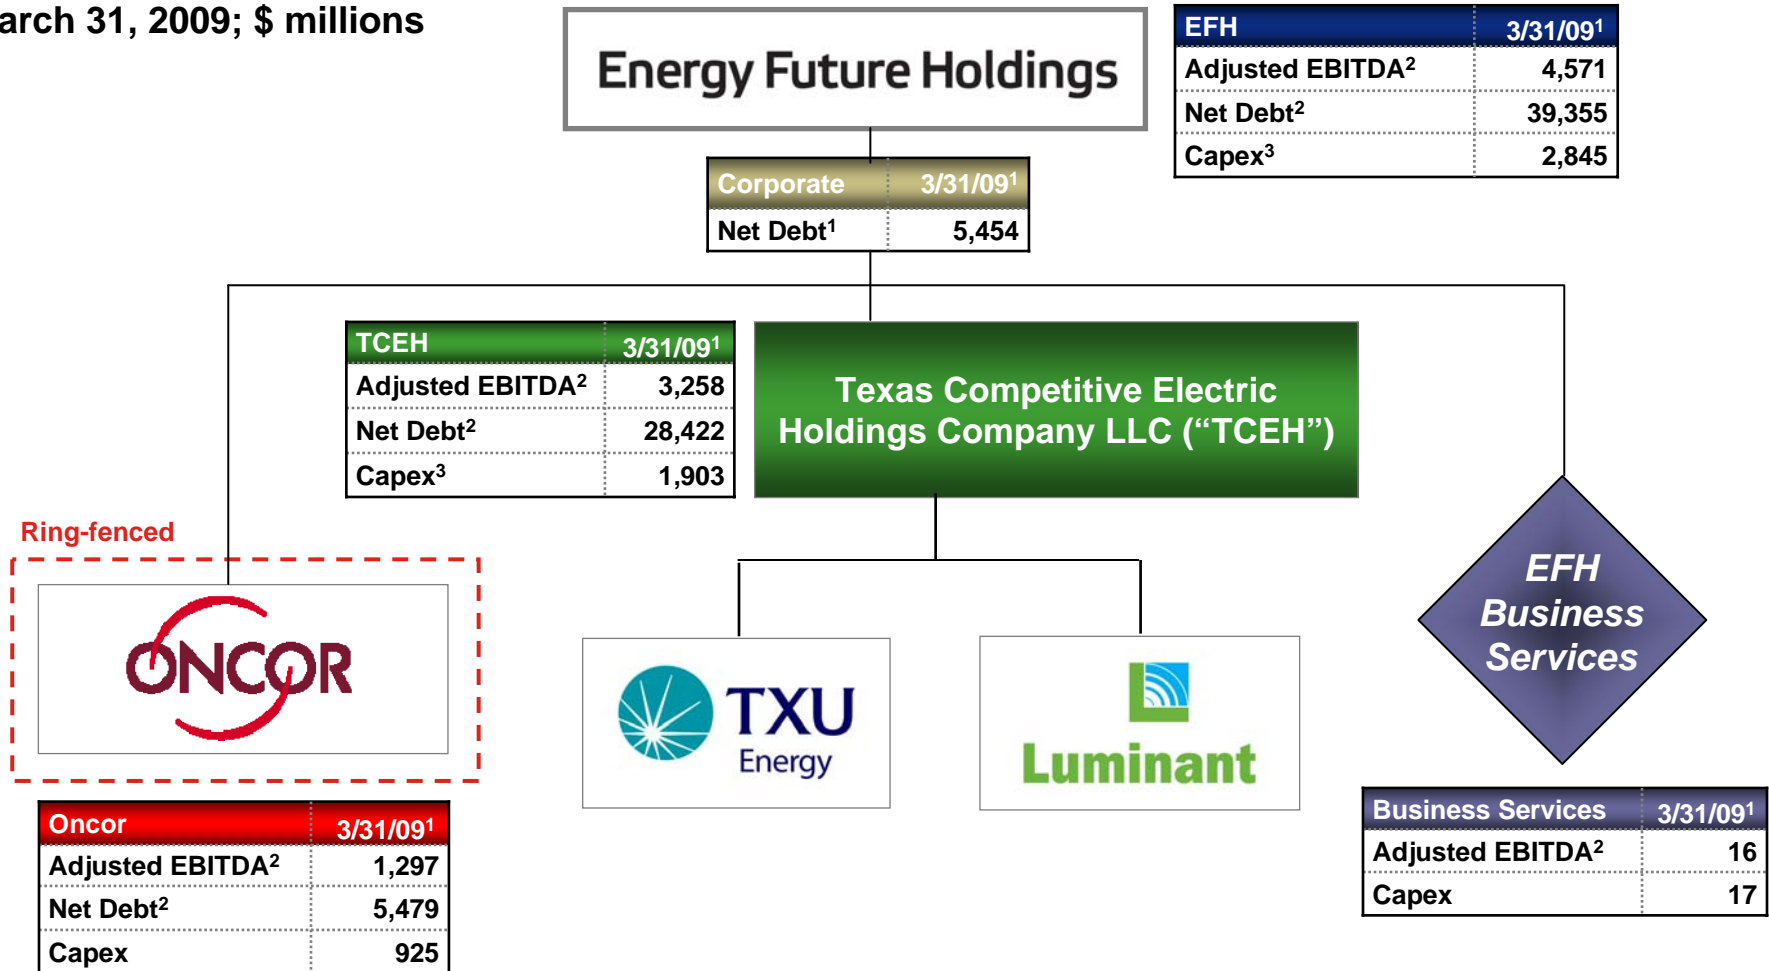 arch 31, 2009; $ millions
Energy Future Holdings
EFH 3/31/09¹
Adjusted EBITDA² 4,571
Net Debt² 39,355
Capex³ 2,845
Corporate 3/31/09¹
Net Debt¹ 5,454
TCEH 3/31/09¹
Adjusted EBITDA² 3,258
Net Debt² 28,422
Capex³ 1,903
Texas Competitive Electric
Holdings Company LLC (“TCEH”)
Ring-fenced
ONCOR
TXU
Energy
Luminant
EFH
Business
Services
Oncor 3/31/09¹
Adjusted EBITDA² 1,297
Net Debt² 5,479
Capex 925
Business Services 3/31/09¹
Adjusted EBITDA² 16
Capex 17